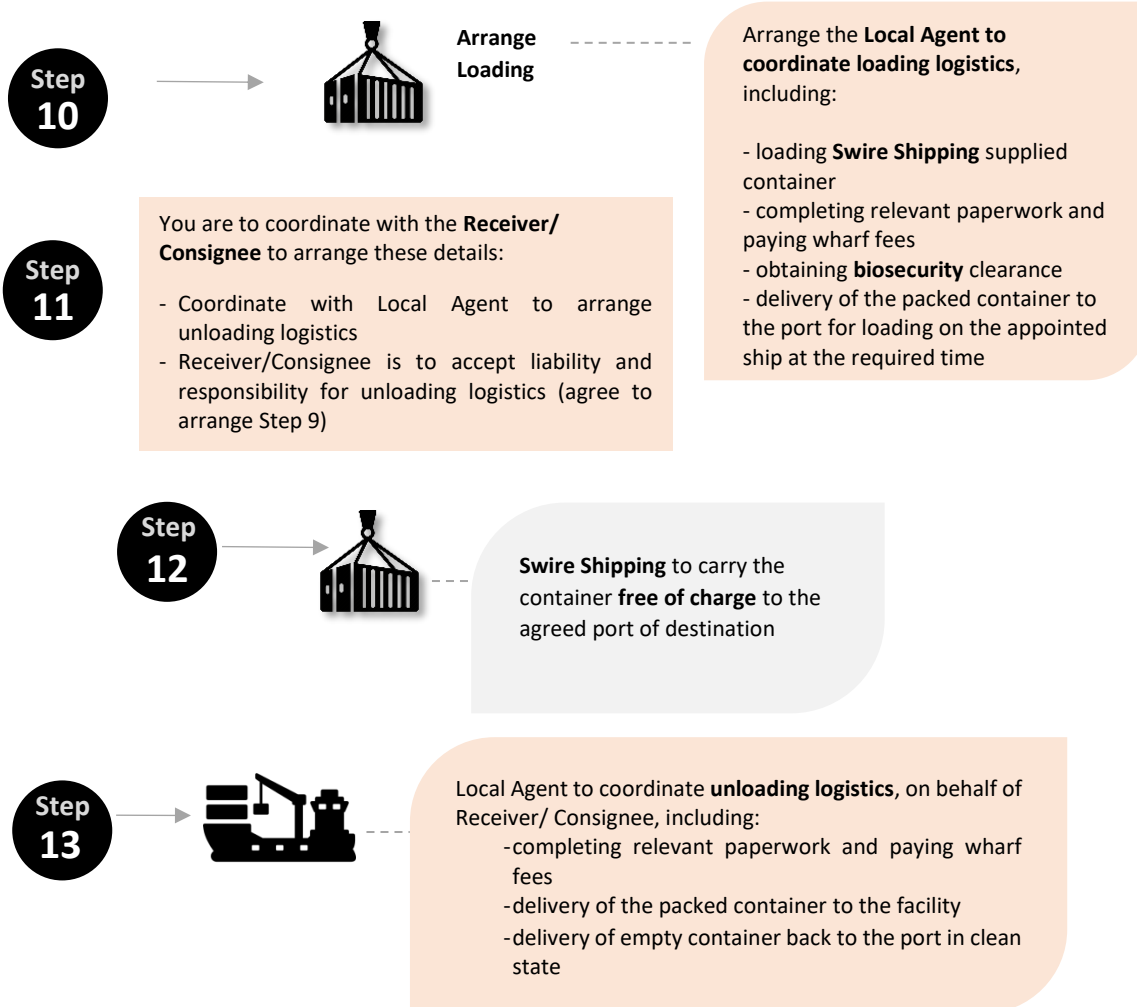 Step
10
Arrange
Loading
Arrange the Local Agent to
coordinate loading logistics,
including:
- loading Swire Shipping supplied
container
- completing relevant paperwork and
paying wharf fees
- obtaining biosecurity clearance
- delivery of the packed container to
the port for loading on the appointed
ship at the required time
Step
11
You are to coordinate with the Receiver/
Consignee to arrange these details:
- Coordinate with Local Agent to arrange
unloading logistics
- Receiver/Consignee is to accept liability and
responsibility for unloading logistics (agree to
arrange Step 9)
Step
12
Swire Shipping to carry the
container free of charge to the
agreed port of destination
Step
13
Local Agent to coordinate unloading logistics, on behalf of
Receiver/ Consignee, including:
-completing relevant paperwork and paying wharf
fees
-delivery of the packed container to the facility
-delivery of empty container back to the port in clean
state